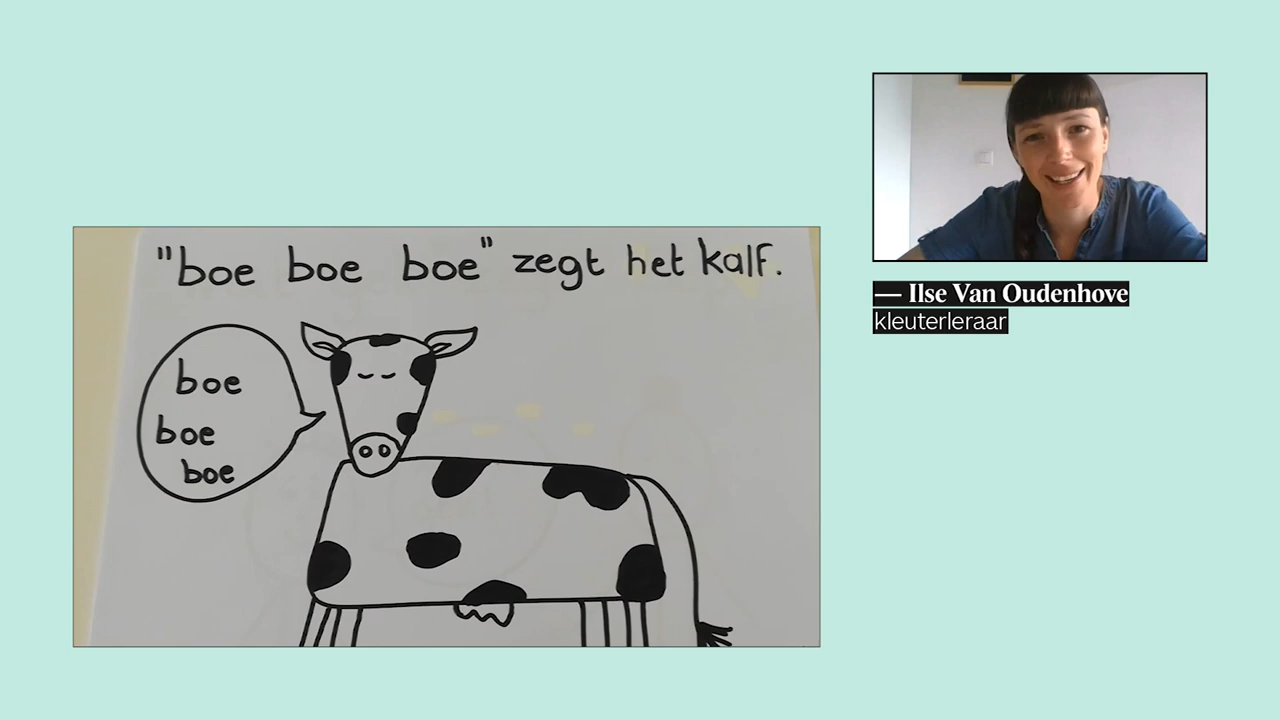 "boe boe boe" zegt het kalf.
boe
boe
boe
— Ilse Van Oudenhove
kleuterleraar